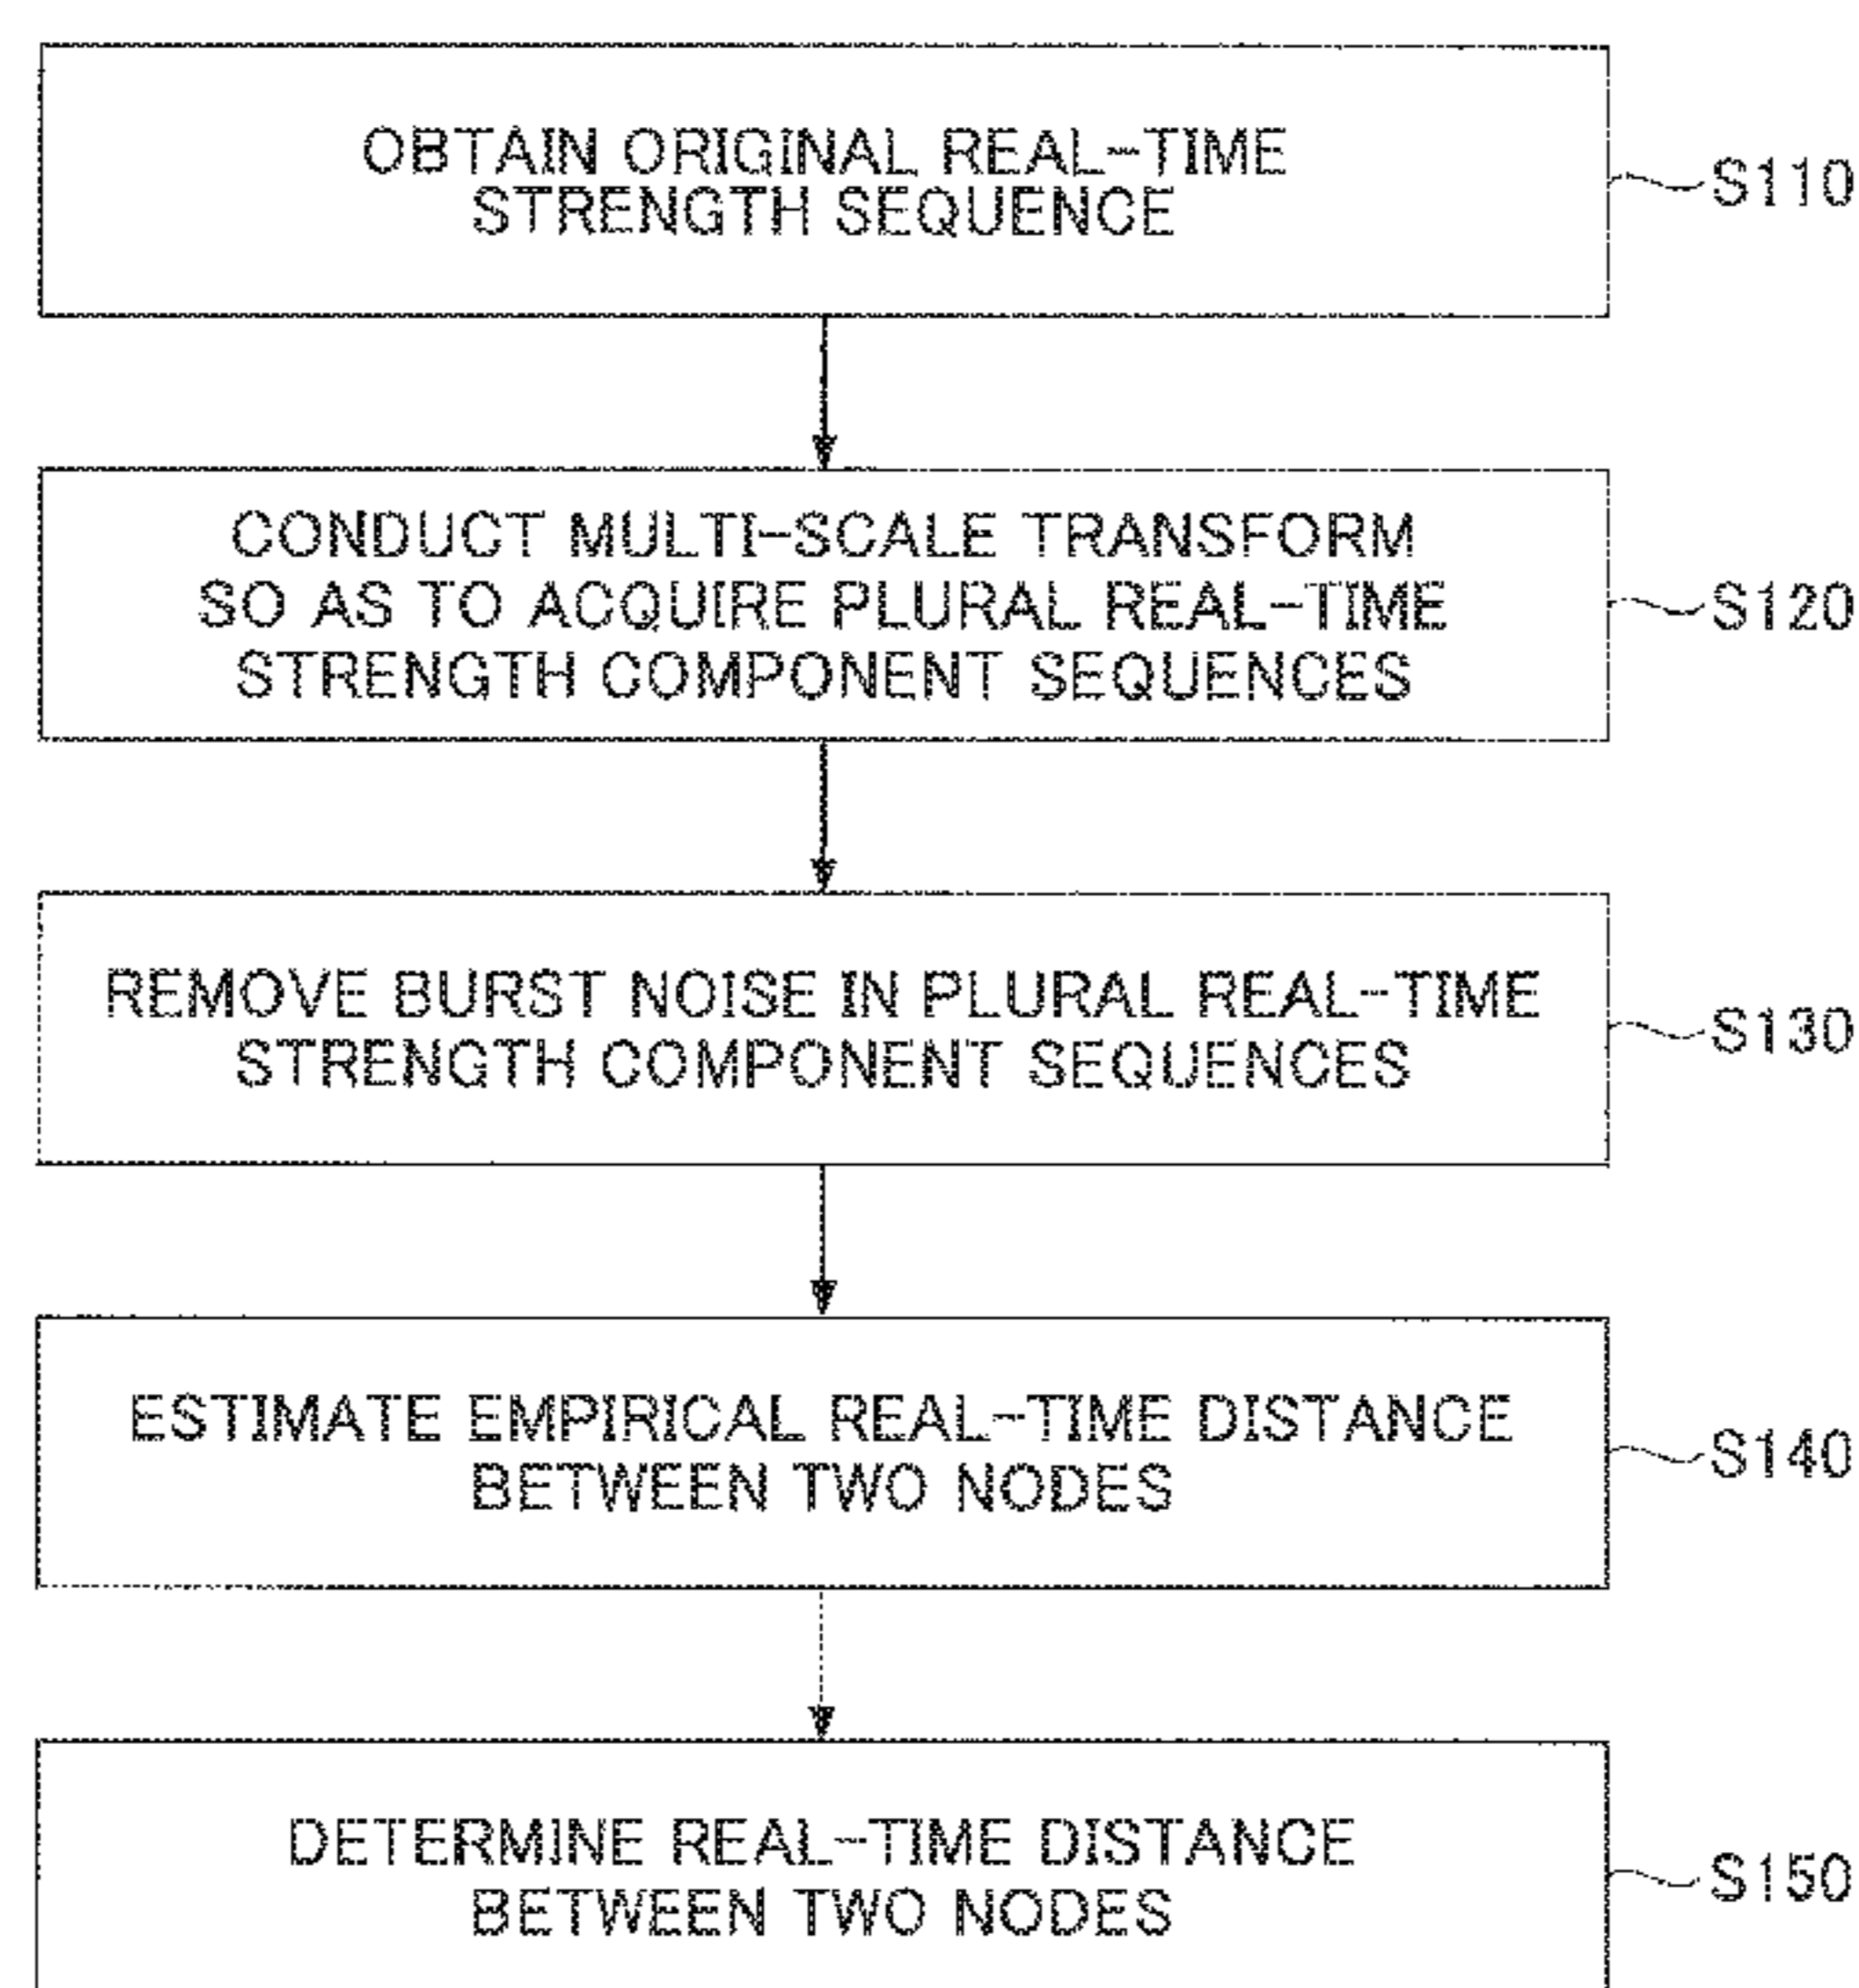 OBTAIN ORIGINAL REAL-TIME
STRENGTH SEQUENCE
S110
CONDUCT MULTI-SCALE TRANSFORM
SO AS TO ACQUIRE PLURAL REAL-TIME
STRENGTH COMPONENT SEQUENCES
S120
REMOVE BURST NOISE IN PLURAL REAL-TIME
STRENGTH COMPONENT SEQUENCES
S130
ESTIMATE EMPIRICAL REAL-TIME DISTANCE
BETWEEN TWO NODES
S140
DETERMINE REAL-TIME DISTANCE
BETWEEN TWO NODES
S150